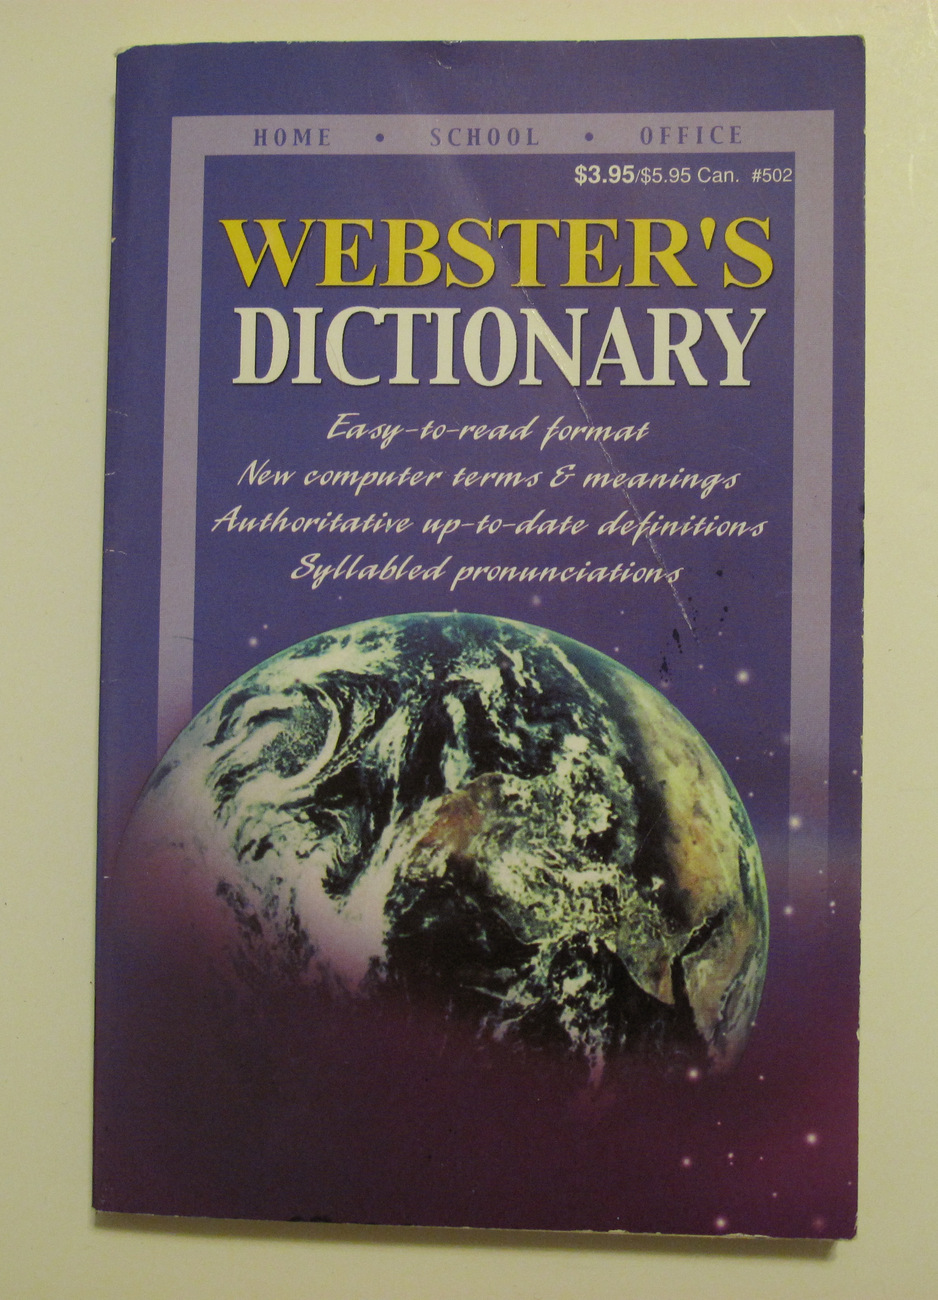 HOME • SCHOOL • OFFICE
$3.95/$5.95 Can. #502
WEBSTER'S
DICTIONARY
Easy-to-read format
New computer terms & meanings
Authoritative up-to-date definitions
Syllabled pronunciations